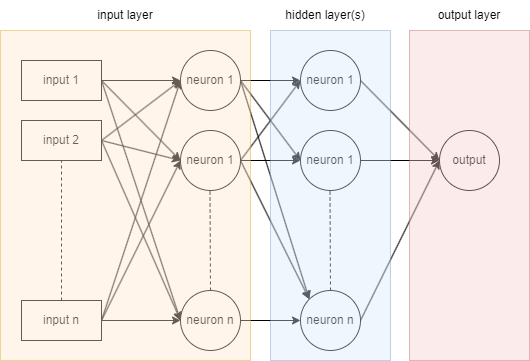 input layer
hidden layer(s)
output layer
input 1
neuron 1
neuron 1
input 2
neuron 1
neuron 1
output
input n
neuron n
neuron n